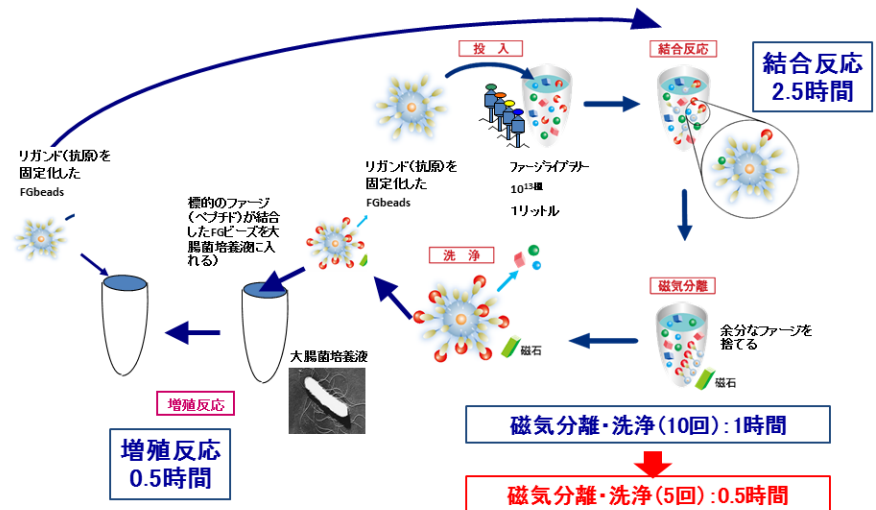 投 入
結合反応
結合反応
2.5時間
リガンド(抗原)を
固定化した
FGbeads
リガンド(抗原)を
固定化した
FGbeads
ファージライブラリー
10¹³種
1リットル
標的のファージ
(ペプチド)が結合
したFGビーズを大
腸菌培養液に入
れる)
洗 浄
磁気分離
余分なファージを
捨てる
磁石
磁石
大腸菌培養液
増殖反応
増殖反応
0.5時間
磁気分離・洗浄(10回):1時間
磁気分離・洗浄(5回):0.5時間